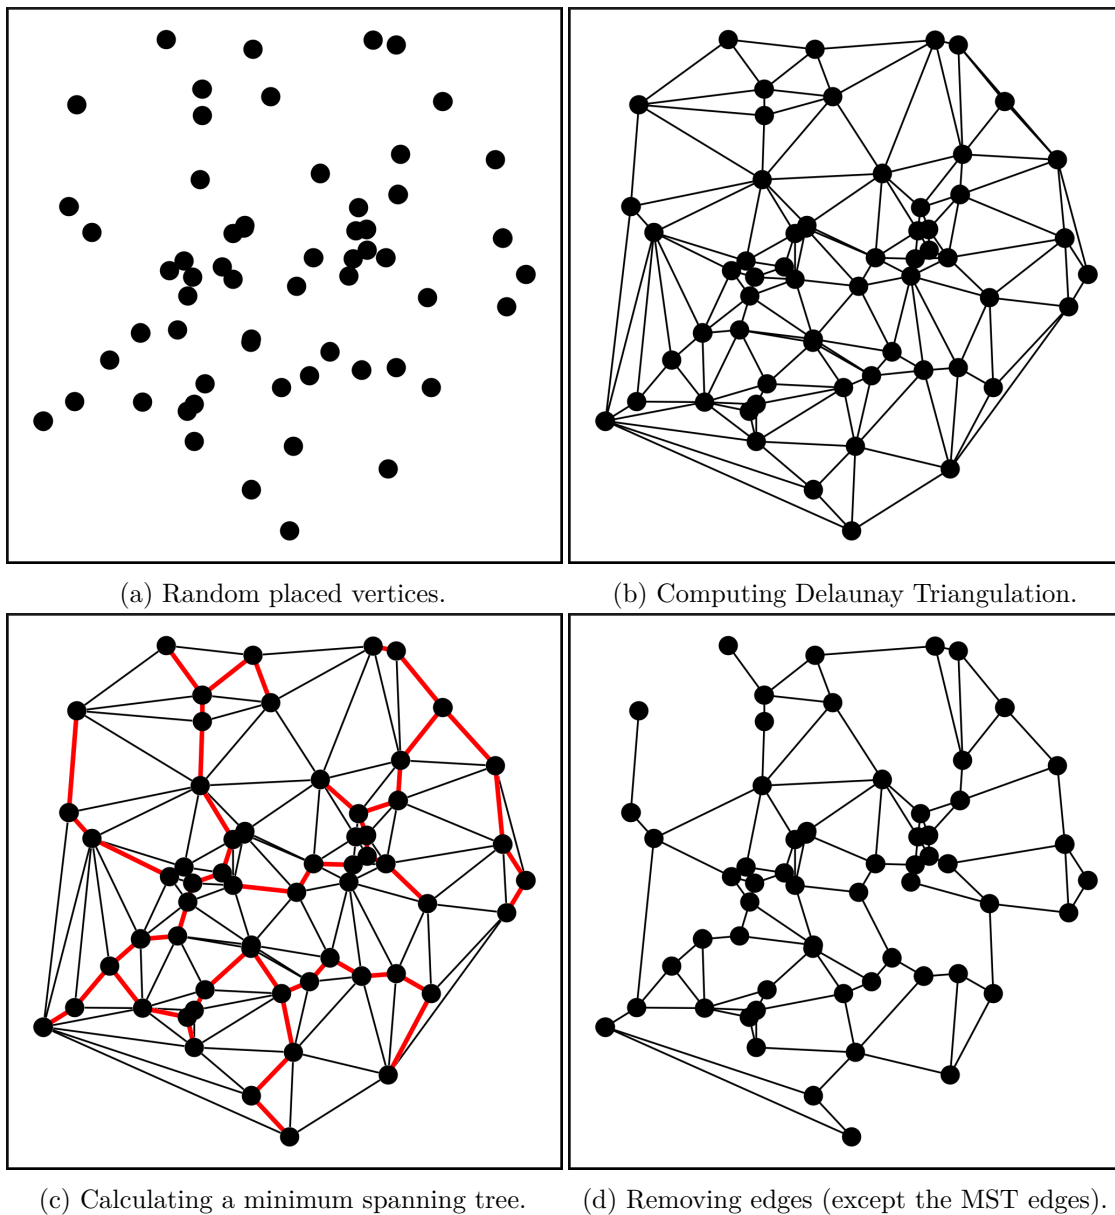 (a) Random placed vertices.
(b) Computing Delaunay Triangulation.
(c) Calculating a minimum spanning tree.
(d) Removing edges (except the MST edges).